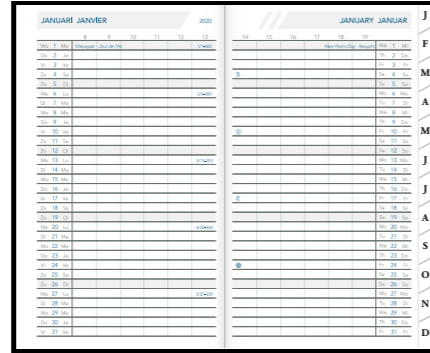 JANUARI JANVIER 2020
8 9 10 11 12 13
Wo 1 Me Nieuwjaar - Jour de l'An
Do 2 Je
Vr 3 Ve
Za 4 Sa
Zo 5 Di
Ma 6 Lu
Di 7 Ma
Wo 8 Me
Do 9 Je
Vr 10 Ve
Za 11 Sa
Zo 12 Di
Ma 13 Lu
Di 14 Ma
Wo 15 Me
Do 16 Je
Vr 17 Ve
Za 18 Sa
Zo 19 Di
Ma 20 Lu
Di 21 Ma
Wo 22 Me
Do 23 Je
Vr 24 Ve
Za 25 Sa
Zo 26 Di
Ma 27 Lu
Di 28 Ma
Wo 29 Me
Do 30 Je
Vr 31 Ve
JANUARY JANUAR
14 15 16 17 18 19
New Year's Day - Neujahr We 1 Mi
Th 2 Do
Fr 3 Fr
Sa 4 Sa
Su 5 So
Mo 6 Mo
Tu 7 Di
We 8 Mi
Th 9 Do
Fr 10 Fr
Sa 11 Sa
Su 12 So
Mo 13 Mo
Tu 14 Di
We 15 Mi
Th 16 Do
Fr 17 Fr
Sa 18 Sa
Su 19 So
Mo 20 Mo
Tu 21 Di
We 22 Mi
Th 23 Do
Fr 24 Fr
Sa 25 Sa
Su 26 So
Mo 27 Mo
Tu 28 Di
We 29 Mi
Th 30 Do
Fr 31 Fr
J
F
M
A
M
J
J
A
S
O
N
D